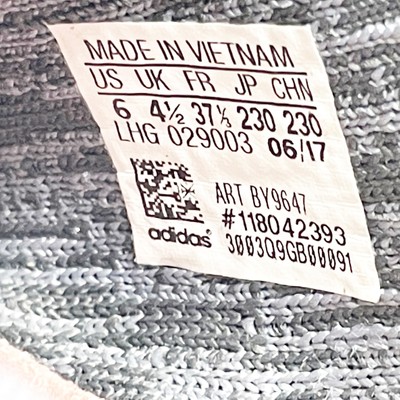 MADE IN VIETNAM
US UK FR JP CHN
6 4½ 37⅓ 230 230
LHG 029003 06/17
ART BY9647
#118042393
adidas® 3003Q9GB00091